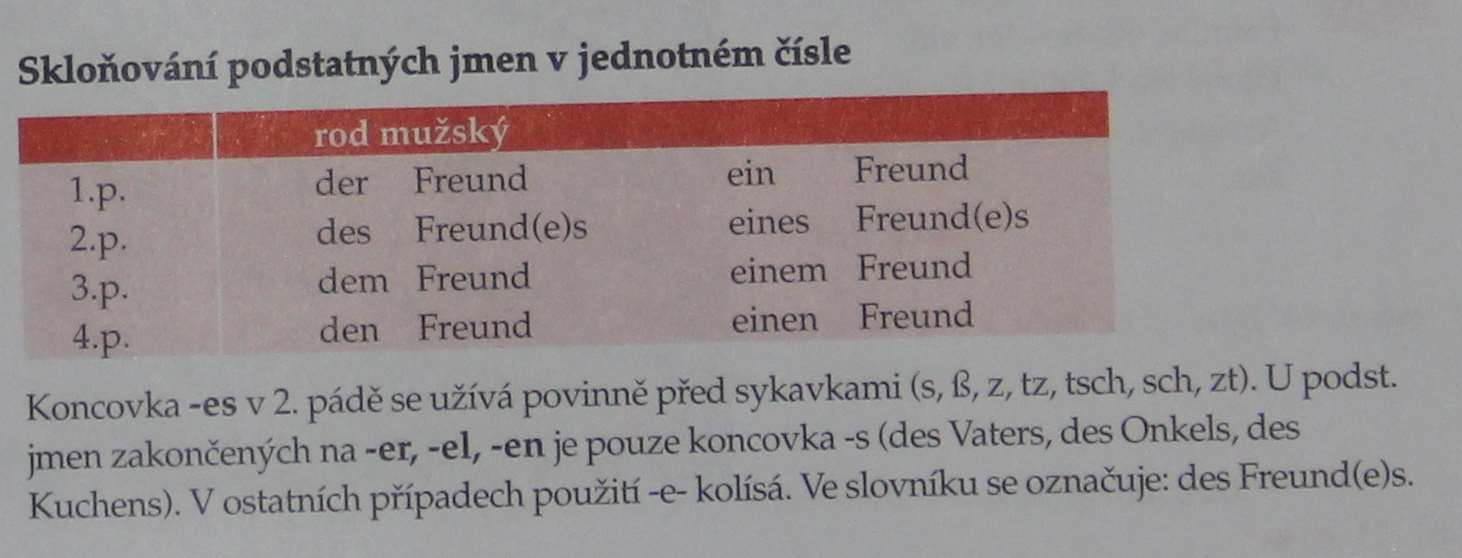 Skloňování podstatných jmen v jednotném čísle
rod mužský
1.p. der Freund ein Freund
2.p. des Freund(e)s eines Freund(e)s
3.p. dem Freund einem Freund
4.p. den Freund einen Freund
Koncovka -es v 2. pádě se užívá povinně před sykavkami (s, ß, z, tz, tsch, sch, zt). U podst.
jmen zakončených na -er, -el, -en je pouze koncovka -s (des Vaters, des Onkels, des
Kuchens). V ostatních případech použití -e- kolísá. Ve slovníku se označuje: des Freund(e)s.